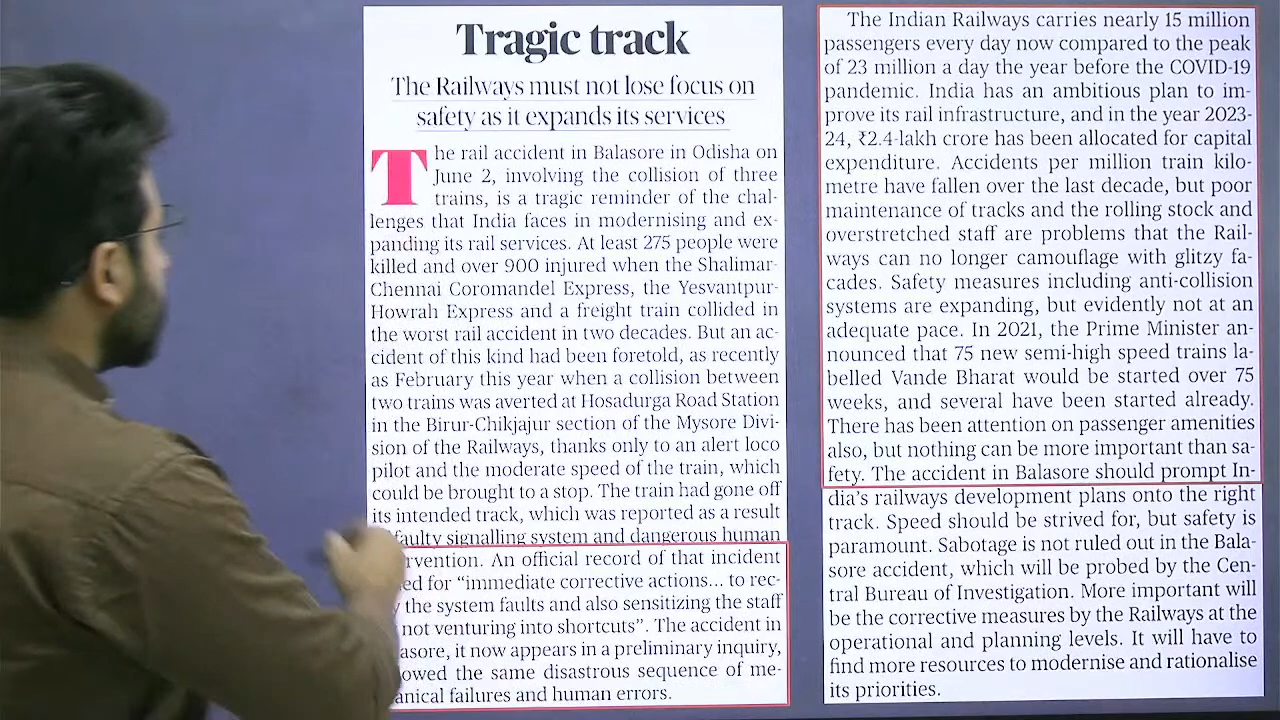 Tragic track
The Railways must not lose focus on
safety as it expands its services
The rail accident in Balasore in Odisha on
June 2, involving the collision of three
trains, is a tragic reminder of the chal-
lenges that India faces in modernising and ex-
panding its rail services. At least 275 people were
killed and over 900 injured when the Shalimar-
Chennai Coromandel Express, the Yesvantpur-
Howrah Express and a freight train collided in
the worst rail accident in two decades. But an ac-
cident of this kind had been foretold, as recently
as February this year when a collision between
two trains was averted at Hosadurga Road Station
in the Birur-Chikjajur section of the Mysore Divi-
sion of the Railways, thanks only to an alert loco
pilot and the moderate speed of the train, which
could be brought to a stop. The train had gone off
its intended track, which was reported as a result
faulty signalling system and dangerous human
rvention. An official record of that incident
ed for “immediate corrective actions... to rec-
the system faults and also sensitizing the staff
not venturing into shortcuts”. The accident in
asore, it now appears in a preliminary inquiry,
owed the same disastrous sequence of me-
anical failures and human errors.
The Indian Railways carries nearly 15 million
passengers every day now compared to the peak
of 23 million a day the year before the COVID-19
pandemic. India has an ambitious plan to im-
prove its rail infrastructure, and in the year 2023-
24, ₹2.4-lakh crore has been allocated for capital
expenditure. Accidents per million train kilo-
metre have fallen over the last decade, but poor
maintenance of tracks and the rolling stock and
overstretched staff are problems that the Rail-
ways can no longer camouflage with glitzy fa-
cades. Safety measures including anti-collision
systems are expanding, but evidently not at an
adequate pace. In 2021, the Prime Minister an-
nounced that 75 new semi-high speed trains la-
belled Vande Bharat would be started over 75
weeks, and several have been started already.
There has been attention on passenger amenities
also, but nothing can be more important than sa-
fety. The accident in Balasore should prompt In-
dia’s railways development plans onto the right
track. Speed should be strived for, but safety is
paramount. Sabotage is not ruled out in the Bala-
sore accident, which will be probed by the Cen-
tral Bureau of Investigation. More important will
be the corrective measures by the Railways at the
operational and planning levels. It will have to
find more resources to modernise and rationalise
its priorities.